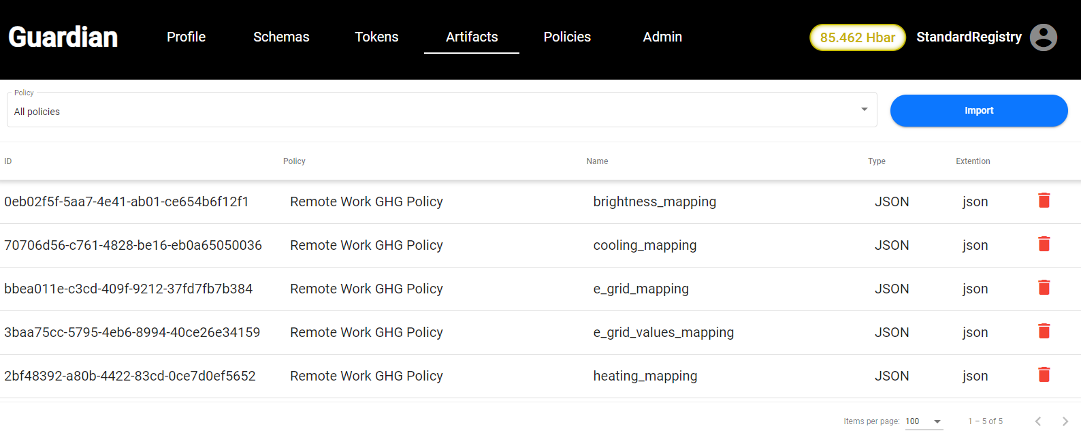 Guardian Profile Schemas Tokens Artifacts Policies Admin 85.462 Hbar StandardRegistry
Policy
All policies
Import
ID Policy Name Type Extention
0eb02f5f-5aa7-4e41-ab01-ce654b6f12f1 Remote Work GHG Policy brightness_mapping JSON json
70706d56-c761-4828-be16-eb0a65050036 Remote Work GHG Policy cooling_mapping JSON json
bbea011e-c3cd-409f-9212-37fd7fb7b384 Remote Work GHG Policy e_grid_mapping JSON json
3baa75cc-5795-4eb6-8994-40ce26e34159 Remote Work GHG Policy e_grid_values_mapping JSON json
2bf48392-a80b-4422-83cd-0ce7d0ef5652 Remote Work GHG Policy heating_mapping JSON json
Items per page: 100 1 – 5 of 5